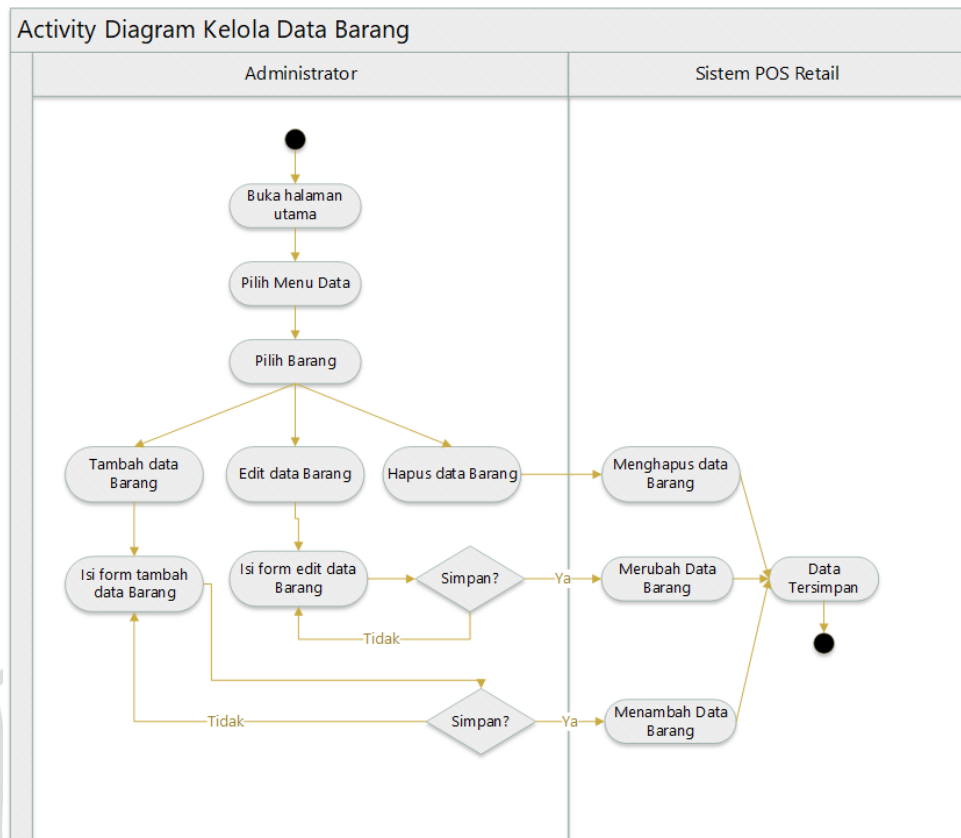 Activity Diagram Kelola Data Barang
Administrator
Sistem POS Retail
Buka halaman
utama
Pilih Menu Data
Pilih Barang
Tambah data
Barang
Edit data Barang
Hapus data Barang
Menghapus data
Barang
Isi form tambah
data Barang
Isi form edit data
Barang
Simpan?
Ya
Merubah Data
Barang
Data
Tersimpan
Tidak
Tidak
Simpan?
Ya
Menambah Data
Barang